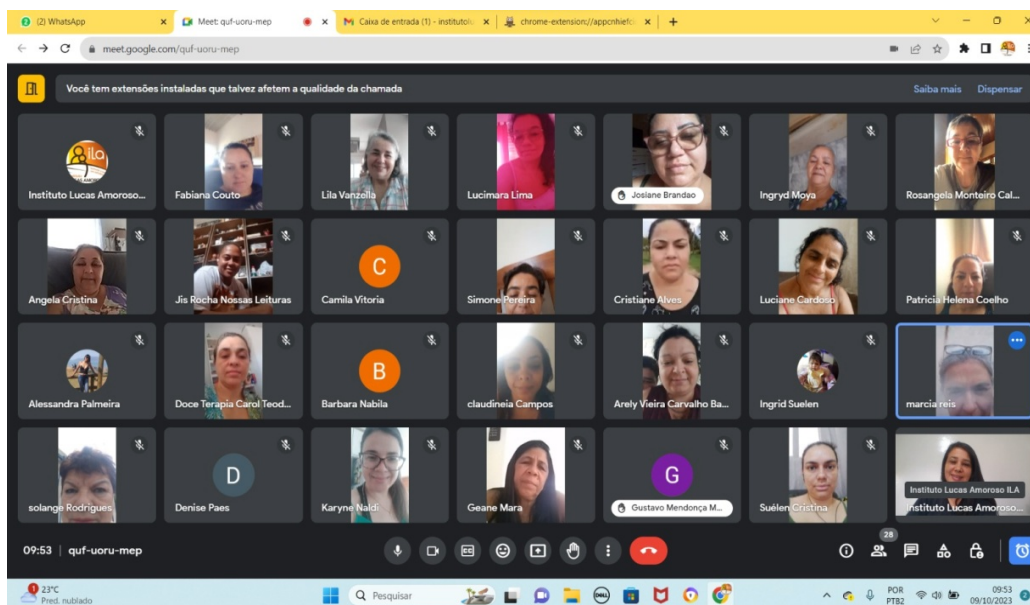 (2) WhatsApp
Meet: quf-uoru-mep
Caixa de entrada (1) - institutolu
chrome-extension://appcnhiefc
meet.google.com/quf-uoru-mep
Você tem extensões instaladas que talvez afetem a qualidade da chamada
Saiba mais
Dispensar
ila
Instituto Lucas Amoroso...
Fabiana Couto
Lila Vanzella
Lucimara Lima
Josiane Brandao
Ingryd Moya
Rosangela Monteiro Cal...
Angela Cristina
Jis Rocha Nossas Leituras
C
Camila Vitoria
Simone Pereira
Cristiane Alves
Luciane Cardoso
Patricia Helena Coelho
Alessandra Palmeira
Doce Terapia Carol Teod...
B
Barbara Nabila
claudineia Campos
Arely Vieira Carvalho Ba...
Ingrid Suelen
marcia reis
solange Rodrigues
D
Denise Paes
Karyne Naldi
Geane Mara
G
Gustavo Mendonça M...
Suélen Cristina
Instituto Lucas Amoroso ILA
Instituto Lucas Amoroso...
09:53 | quf-uoru-mep
CC
28
1
23°C
Pred. nublado
Pesquisar
DELL
POR
PTB2
09:53
09/10/2023